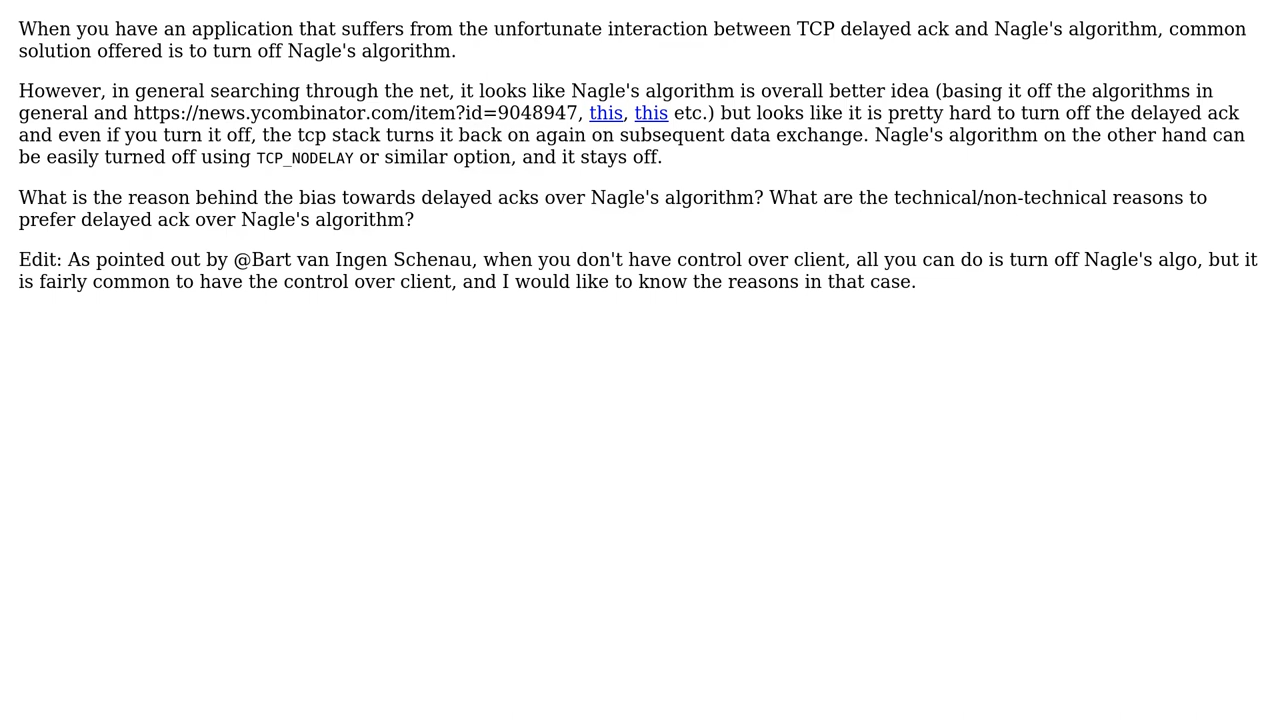 When you have an application that suffers from the unfortunate interaction between TCP delayed ack and Nagle's algorithm, common
solution offered is to turn off Nagle's algorithm.
However, in general searching through the net, it looks like Nagle's algorithm is overall better idea (basing it off the algorithms in
general and https://news.ycombinator.com/item?id=9048947, this, this etc.) but looks like it is pretty hard to turn off the delayed ack
and even if you turn it off, the tcp stack turns it back on again on subsequent data exchange. Nagle's algorithm on the other hand can
be easily turned off using TCP_NODELAY or similar option, and it stays off.
What is the reason behind the bias towards delayed acks over Nagle's algorithm? What are the technical/non-technical reasons to
prefer delayed ack over Nagle's algorithm?
Edit: As pointed out by @Bart van Ingen Schenau, when you don't have control over client, all you can do is turn off Nagle's algo, but it
is fairly common to have the control over client, and I would like to know the reasons in that case.